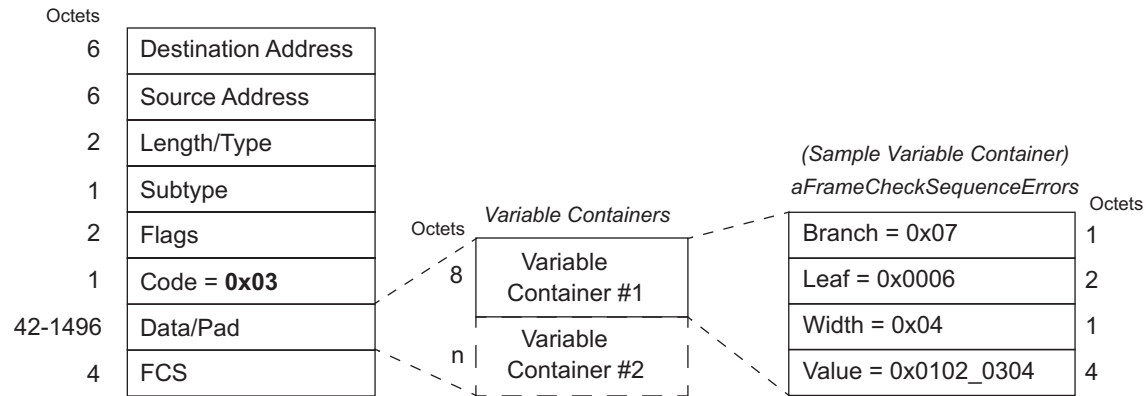 Octets
6 Destination Address
6 Source Address
2 Length/Type
1 Subtype
2 Flags
1 Code = 0x03
42-1496 Data/Pad
4 FCS
Variable Containers
Octets
8 Variable
Container #1
n Variable
Container #2
(Sample Variable Container)
aFrameCheckSequenceErrors
Octets
Branch = 0x07 1
Leaf = 0x0006 2
Width = 0x04 1
Value = 0x0102_0304 4